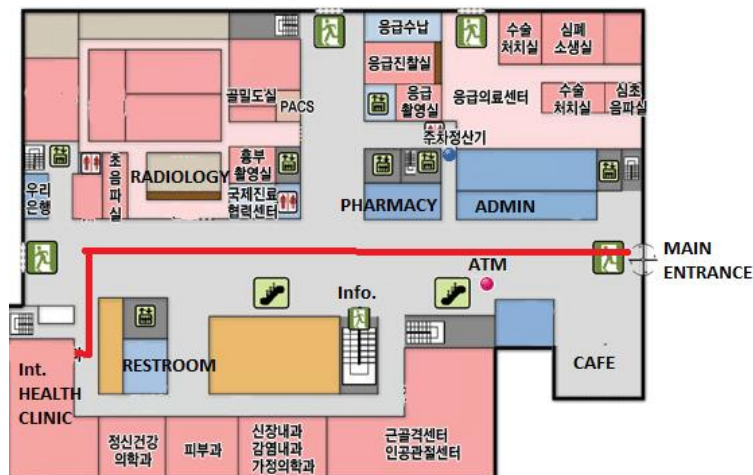 응급수납
수술
처치실
심폐
소생실
응급진찰실
골밀도실
PACS
응급
촬영실
응급의료센터
수술
처치실
심초
음파실
주차정산기
우리
은행
초
음
파
실
RADIOLOGY
흉부
촬영실
국제진료
협력센터
PHARMACY
ADMIN
MAIN
ENTRANCE
ATM
Info.
Int.
HEALTH
CLINIC
RESTROOM
CAFE
정신건강
의학과
피부과
신장내과
감염내과
가정의학과
근골격센터
인공관절센터